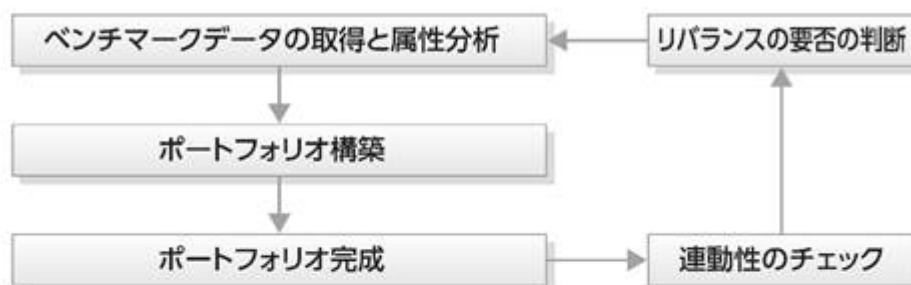 ベンチマークデータの取得と属性分析
リバランスの要否の判断
ポートフォリオ構築
ポートフォリオ完成
連動性のチェック